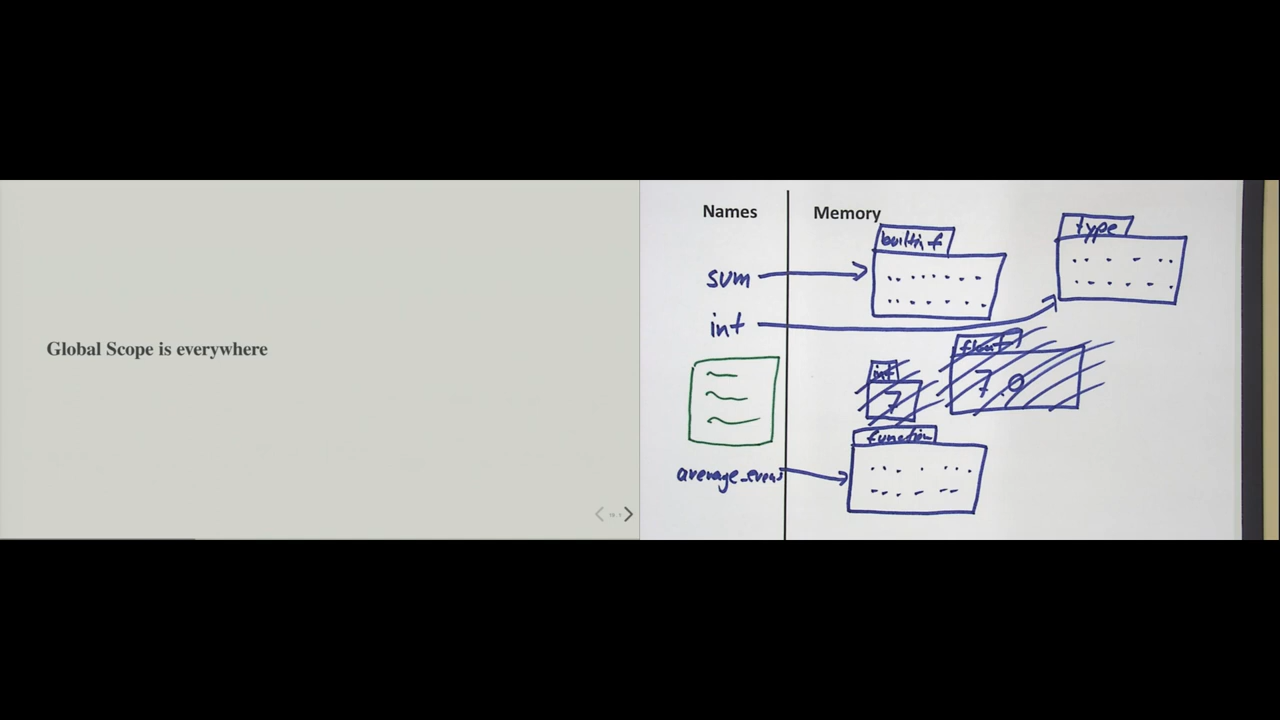 Global Scope is everywhere
Names
Memory
sum
builtin f
type
int
float
7.0
int
7
function
average_evens